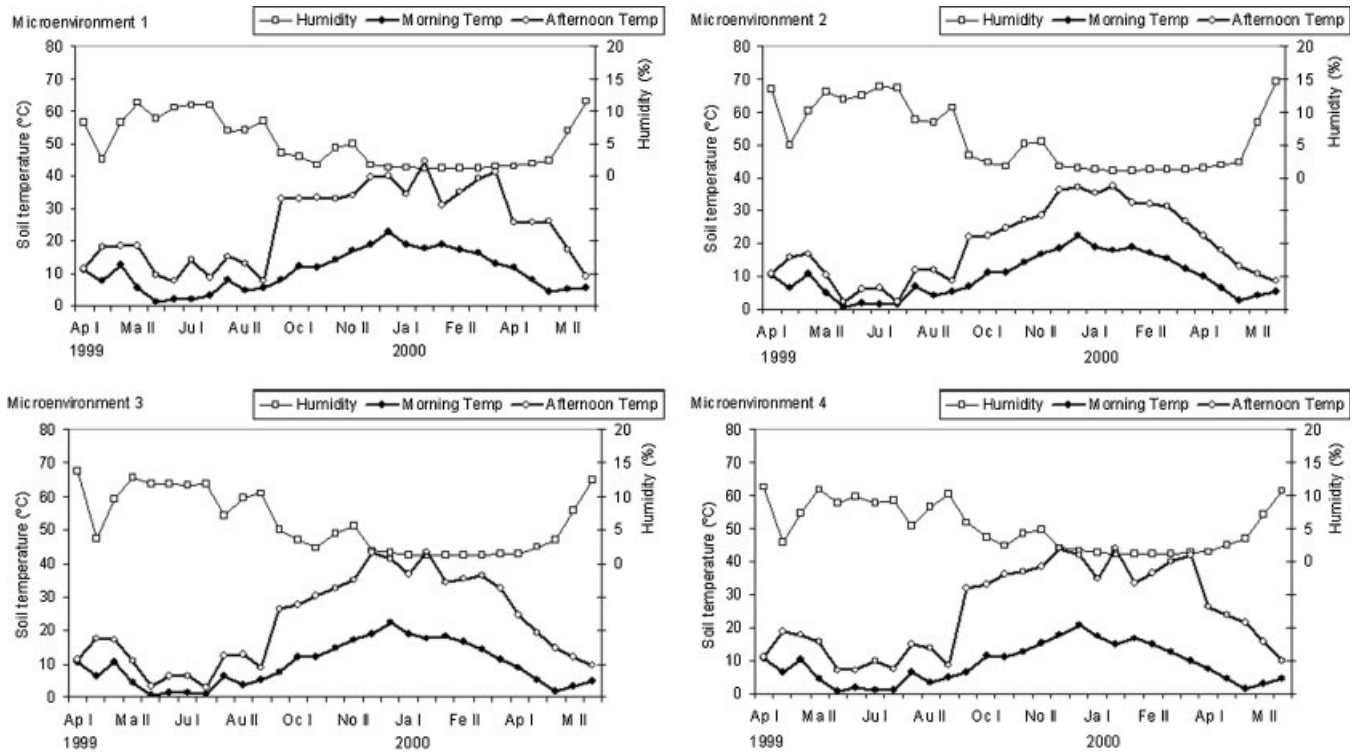 Microenvironment 1
Humidity Morning Temp Afternoon Temp
80 70 60 50 40 30 20 10 0
Soil temperature (°C)
20 15 10 5 0
Humidity (%)
Ap I Ma II Ju I Au II Oc I No II Ja I Fe II Ap I M II
1999 2000
Microenvironment 2
Humidity Morning Temp Afternoon Temp
80 70 60 50 40 30 20 10 0
Soil temperature (°C)
20 15 10 5 0
Humidity (%)
Ap I Ma II Ju I Au II Oc I No II Ja I Fe II Ap I M II
1999 2000
Microenvironment 3
Humidity Morning Temp Afternoon Temp
80 70 60 50 40 30 20 10 0
Soil temperature (°C)
20 15 10 5 0
Humidity (%)
Ap I Ma II Ju I Au II Oc I No II Ja I Fe II Ap I M II
1999 2000
Microenvironment 4
Humidity Morning Temp Afternoon Temp
80 70 60 50 40 30 20 10 0
Soil temperature (°C)
20 15 10 5 0
Humidity (%)
Ap I Ma II Ju I Au II Oc I No II Ja I Fe II Ap I M II
1999 2000